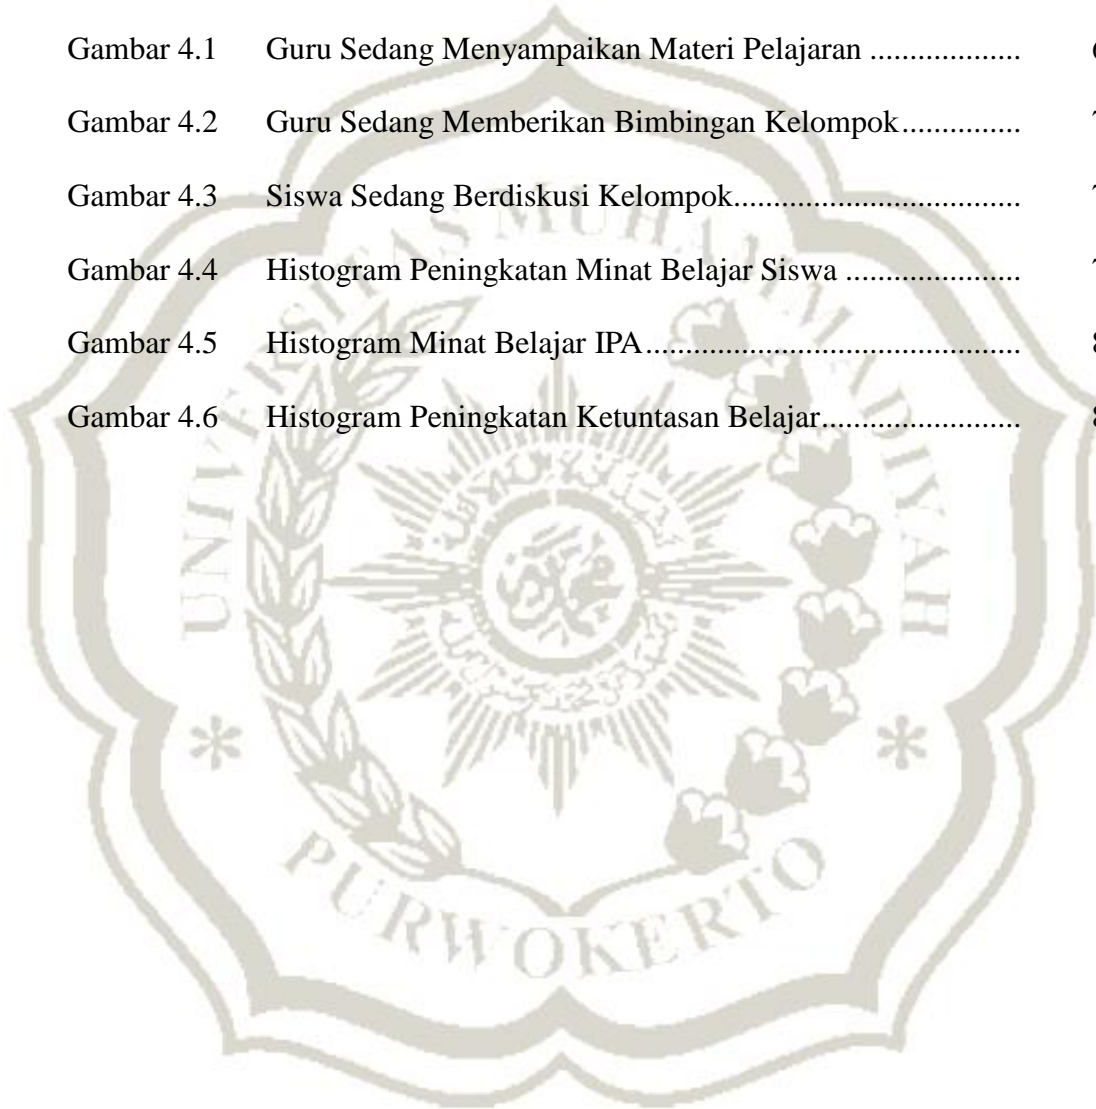 Gambar 4.1 Guru Sedang Menyampaikan Materi Pelajaran ...................
Gambar 4.2 Guru Sedang Memberikan Bimbingan Kelompok...............
Gambar 4.3 Siswa Sedang Berdiskusi Kelompok....................................
Gambar 4.4 Histogram Peningkatan Minat Belajar Siswa ......................
Gambar 4.5 Histogram Minat Belajar IPA...............................................
Gambar 4.6 Histogram Peningkatan Ketuntasan Belajar.........................
UNIVERSITAS MUHAMMADIYAH
PURWOKERTO